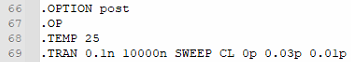 66 .OPTION post
67 .OP
68 .TEMP 25
69 .TRAN 0.1n 10000n SWEEP CL 0p 0.03p 0.01p